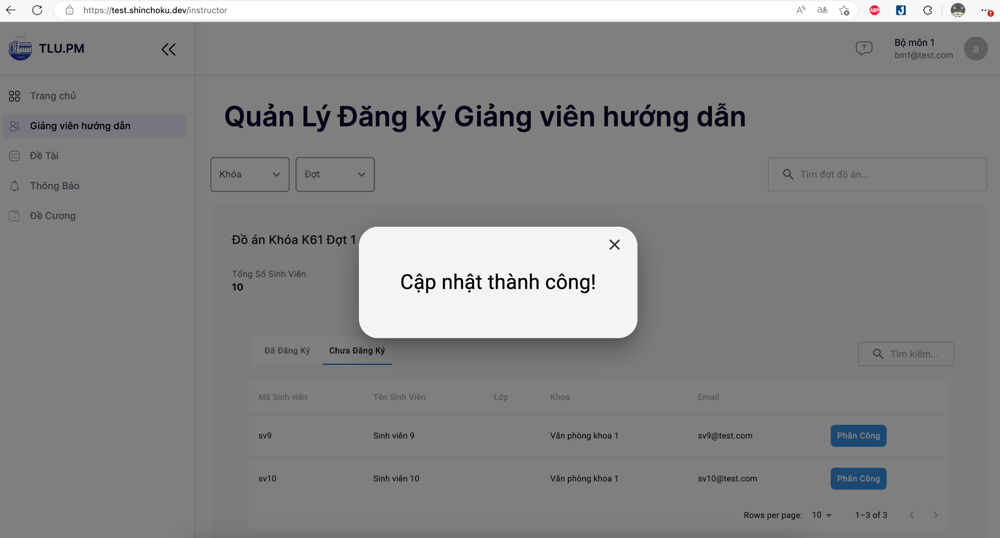 https://test.shinchoku.dev/instructor
TLU.PM
Bộ môn 1
bm1@test.com
a
Trang chủ
Giảng viên hướng dẫn
Đề Tài
Thông Báo
Đề Cương
Quản Lý Đăng ký Giảng viên hướng dẫn
Khóa
Đợt
Tìm đợt đồ án...
Đồ án Khóa K61 Đợt 1
Tổng Số Sinh Viên
10
Cập nhật thành công!
Đã Đăng Ký
Chưa Đăng Ký
Tìm kiếm...
Mã Sinh viên Tên Sinh Viên Lớp Khoa Email
sv9 Sinh viên 9 Văn phòng khoa 1 sv9@test.com Phân Công
sv10 Sinh viên 10 Văn phòng khoa 1 sv10@test.com Phân Công
Rows per page: 10 1–3 of 3